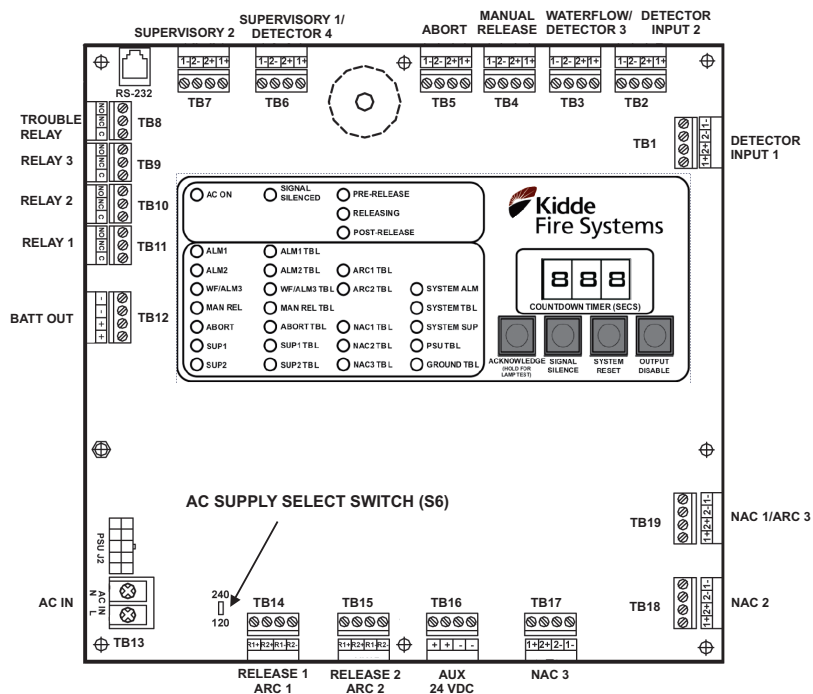 SUPERVISORY 2
SUPERVISORY 1/
DETECTOR 4
ABORT
MANUAL
RELEASE
WATERFLOW/
DETECTOR 3
DETECTOR
INPUT 2
RS-232
1- 2- 2+ 1+
TB7
1- 2- 2+ 1+
TB6
1- 2- 2+ 1+
TB5
1- 2- 2+ 1+
TB4
1- 2- 2+ 1+
TB3
1- 2- 2+ 1+
TB2
TROUBLE
RELAY
NO NC C
TB8
RELAY 3
NO NC C
TB9
RELAY 2
NO NC C
TB10
RELAY 1
NO NC C
TB11
BATT OUT
- - + +
TB12
TB1
1+ 2+ 2- 1-
DETECTOR
INPUT 1
AC ON
SIGNAL
SILENCED
PRE-RELEASE
RELEASING
POST-RELEASE
ALM1
ALM1 TBL
ALM2
ALM2 TBL
ARC1 TBL
WF/ALM3
WF/ALM3 TBL
ARC2 TBL
SYSTEM ALM
MAN REL
MAN REL TBL
SYSTEM TBL
ABORT
ABORT TBL
NAC1 TBL
SYSTEM SUP
SUP1
SUP1 TBL
NAC2 TBL
PSU TBL
SUP2
SUP2 TBL
NAC3 TBL
GROUND TBL
Kidde
Fire Systems
888
COUNTDOWN TIMER (SECS)
ACKNOWLEDGE
(HOLD FOR
LAMP TEST)
SIGNAL
SILENCE
SYSTEM
RESET
OUTPUT
DISABLE
AC SUPPLY SELECT SWITCH (S6)
PSU J2
AC IN
AC IN
N L
TB13
240
120
TB14
R1+ R2+ R1- R2-
RELEASE 1
ARC 1
TB15
R1+ R2+ R1- R2-
RELEASE 2
ARC 2
TB16
+ + - -
AUX
24 VDC
TB17
1+ 2+ 2- 1-
NAC 3
TB19
1+ 2+ 2- 1-
NAC 1/ARC 3
TB18
1+ 2+ 2- 1-
NAC 2